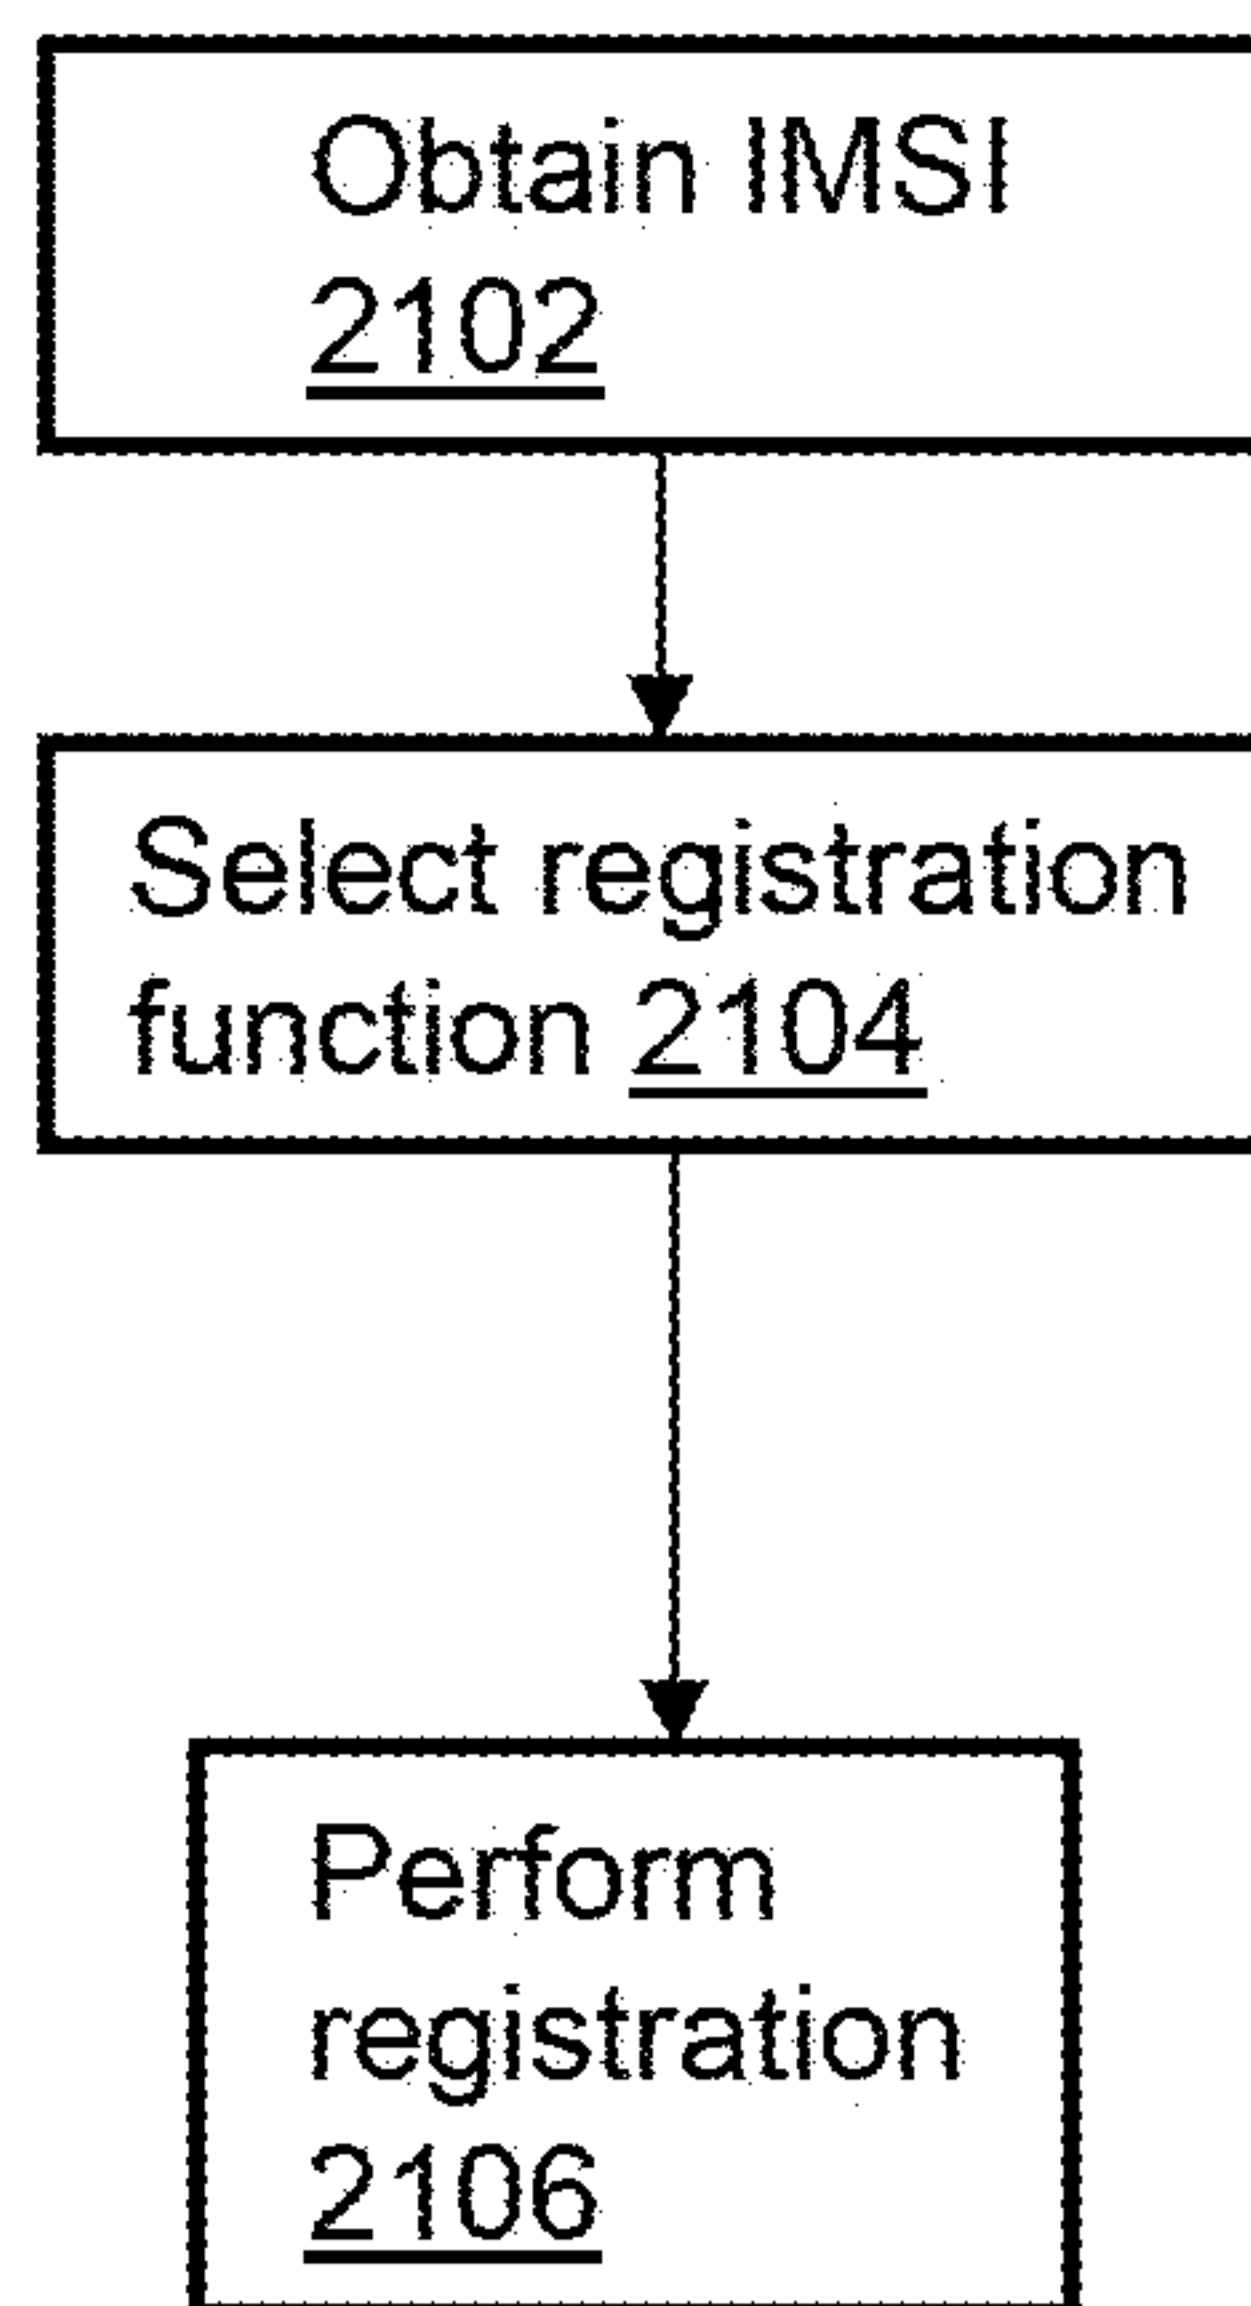 Obtain IMSI
2102
Select registration
function 2104
Perform
registration
2106